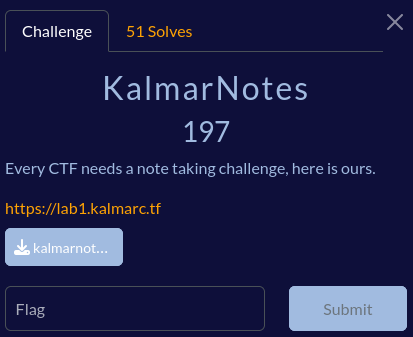 Challenge
51 Solves
KalmarNotes
197
Every CTF needs a note taking challenge, here is ours.
https://lab1.kalmarc.tf
kalmarnot...
Flag
Submit